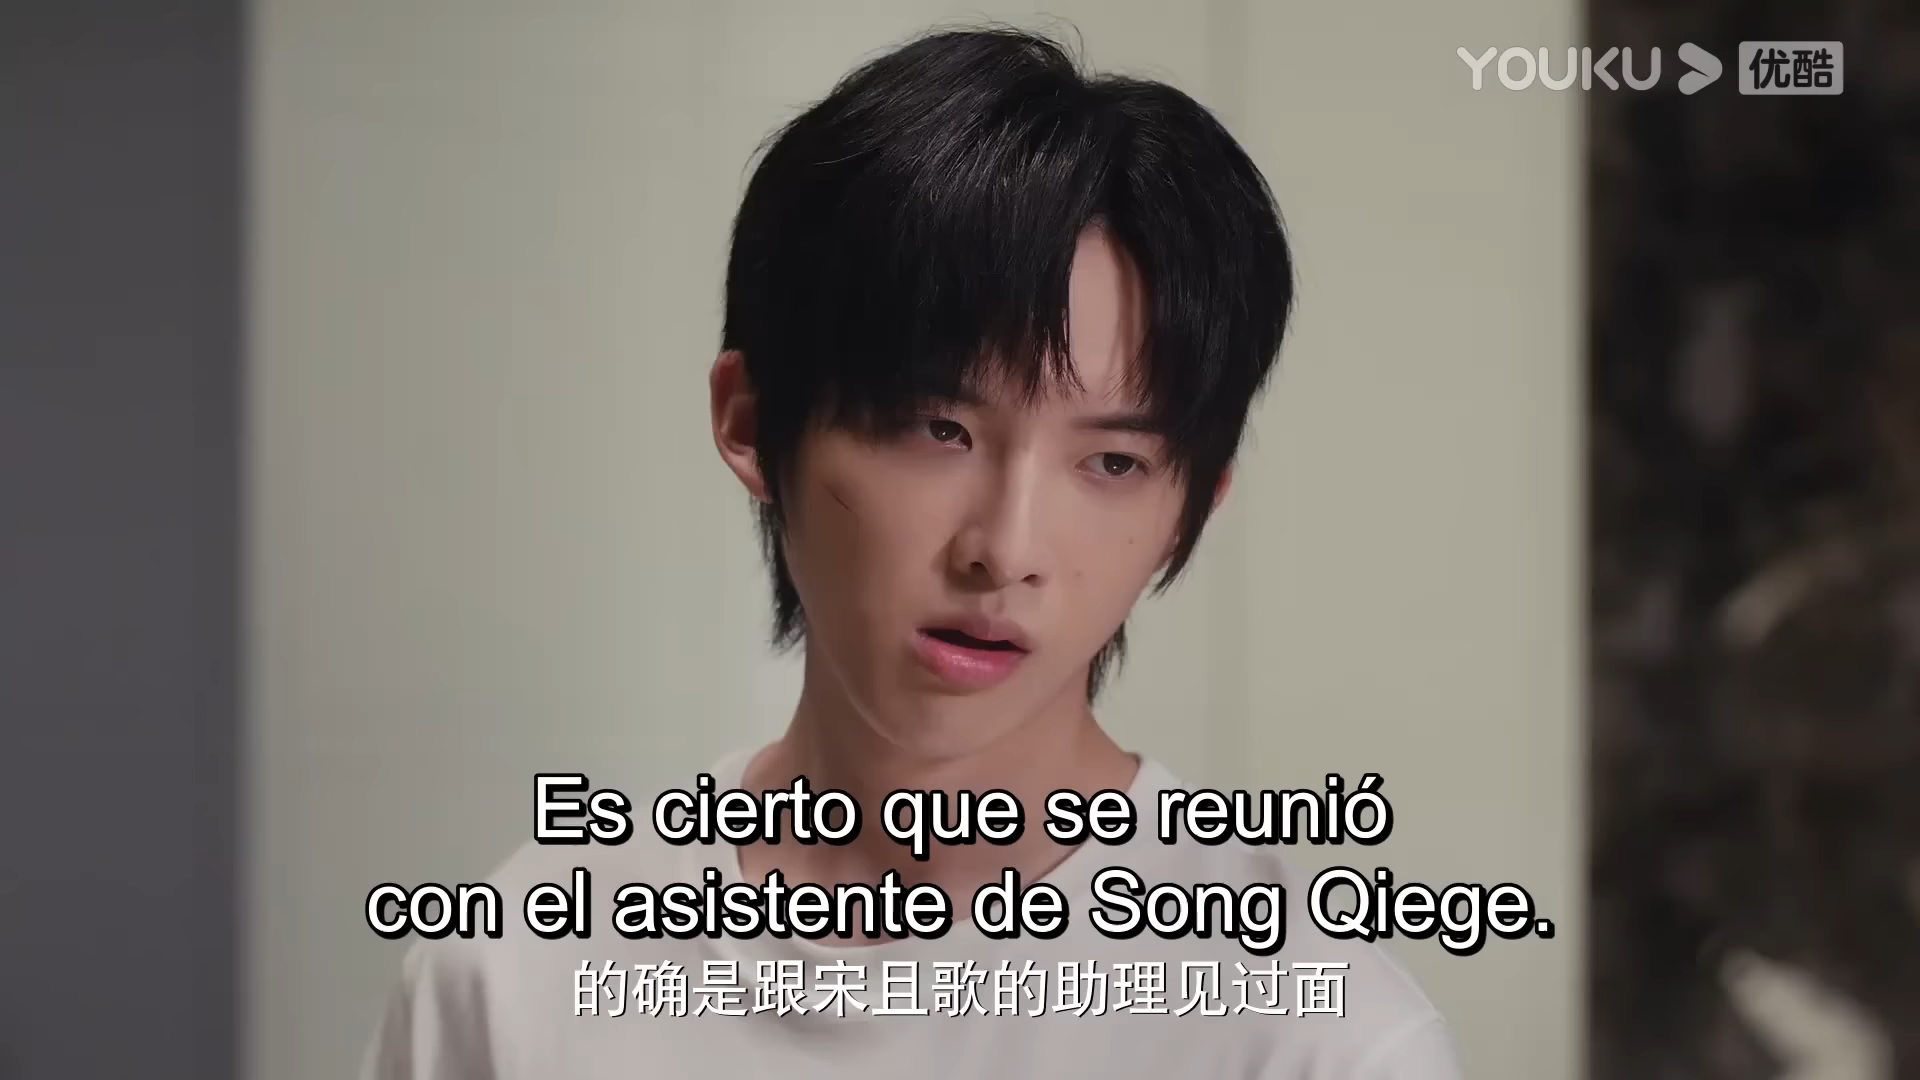 YOUKU 优酷
Es cierto que se reunió
con el asistente de Song Qiege.
的确是跟宋且歌的助理见过面